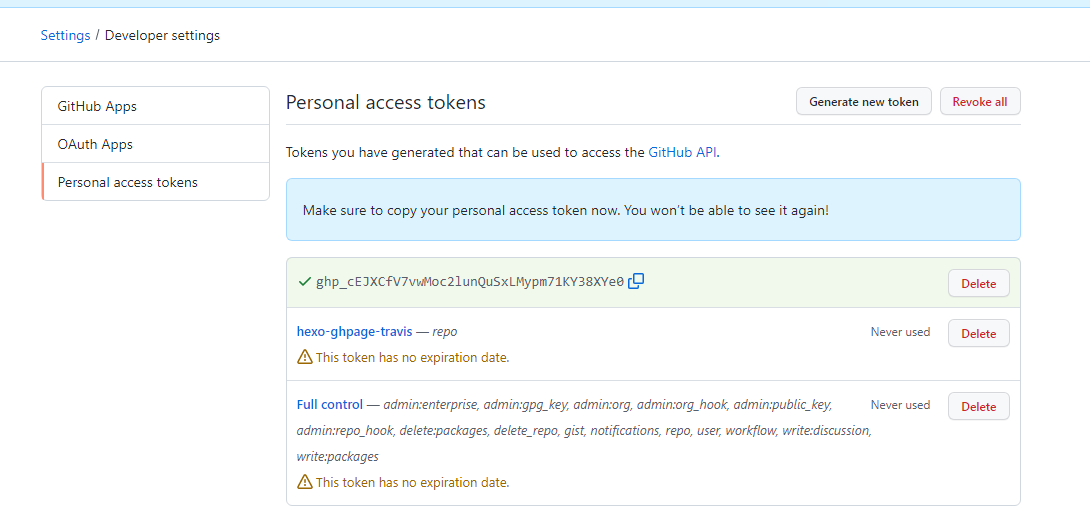 Settings / Developer settings
GitHub Apps
OAuth Apps
Personal access tokens
Personal access tokens
Generate new token
Revoke all
Tokens you have generated that can be used to access the GitHub API.
Make sure to copy your personal access token now. You won't be able to see it again!
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
Delete
hexo-ghpage-travis — repo
Never used
Delete
This token has no expiration date.
Full control — admin:enterprise, admin:gpg_key, admin:org, admin:org_hook, admin:public_key,
Never used
Delete
admin:repo_hook, delete:packages, delete_repo, gist, notifications, repo, user, workflow, write:discussion,
write:packages
This token has no expiration date.